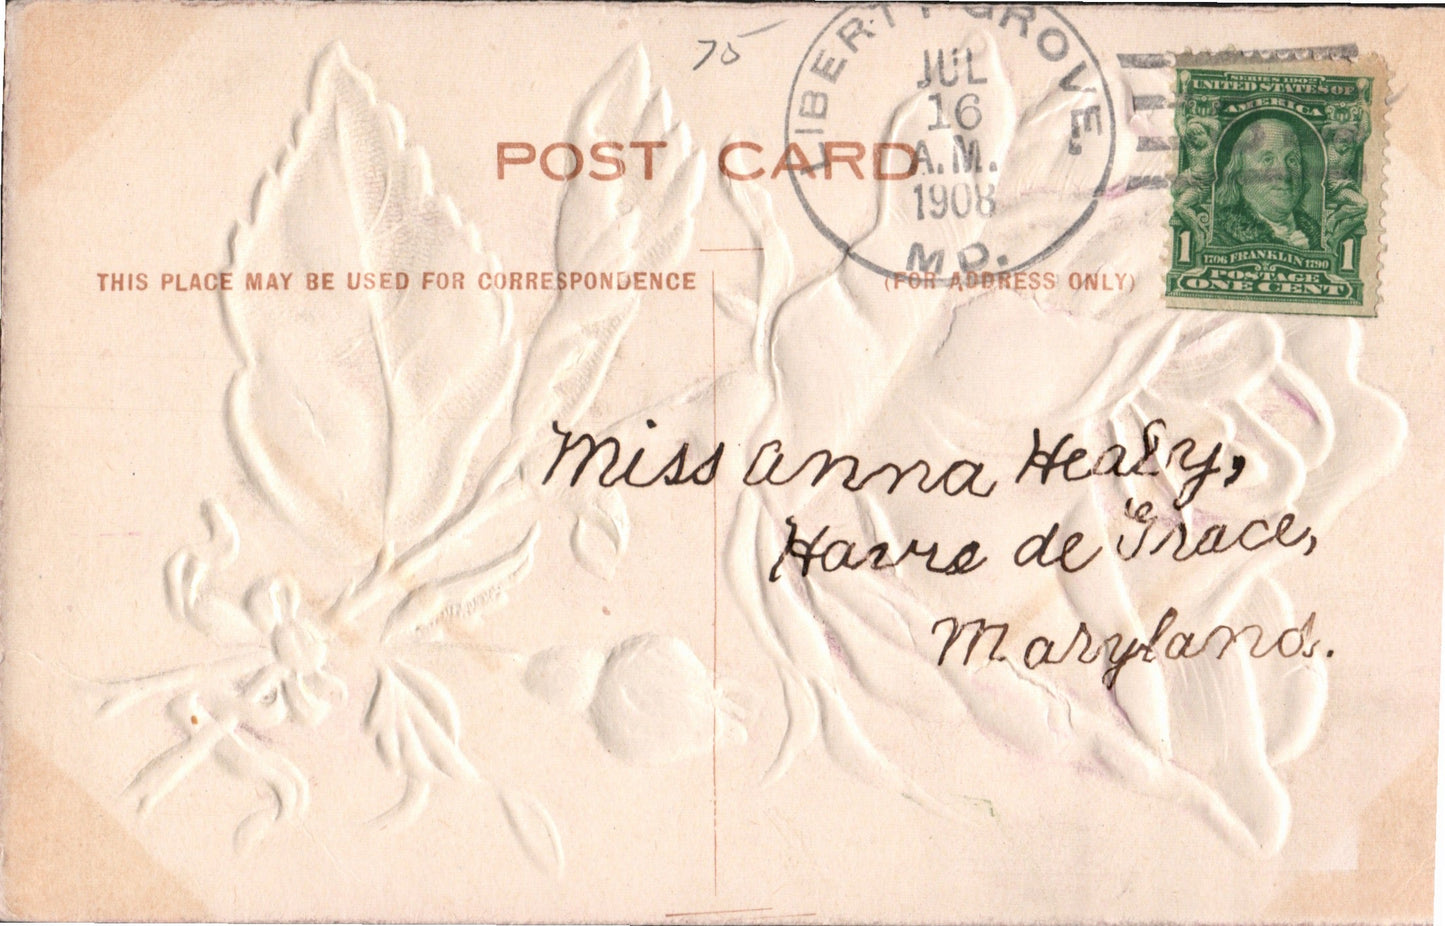 75
POST CARD
LIBERTY GROVE,
JUL
16
A.M.
1908
MD.
SERIES 1902
UNITED STATES OF
AMERICA
1
1706 FRANKLIN 1790
1
POSTAGE
ONE CENT
THIS PLACE MAY BE USED FOR CORRESPONDENCE
(FOR ADDRESS ONLY)
Miss Anna Healy,
Havre de Grace,
Maryland.